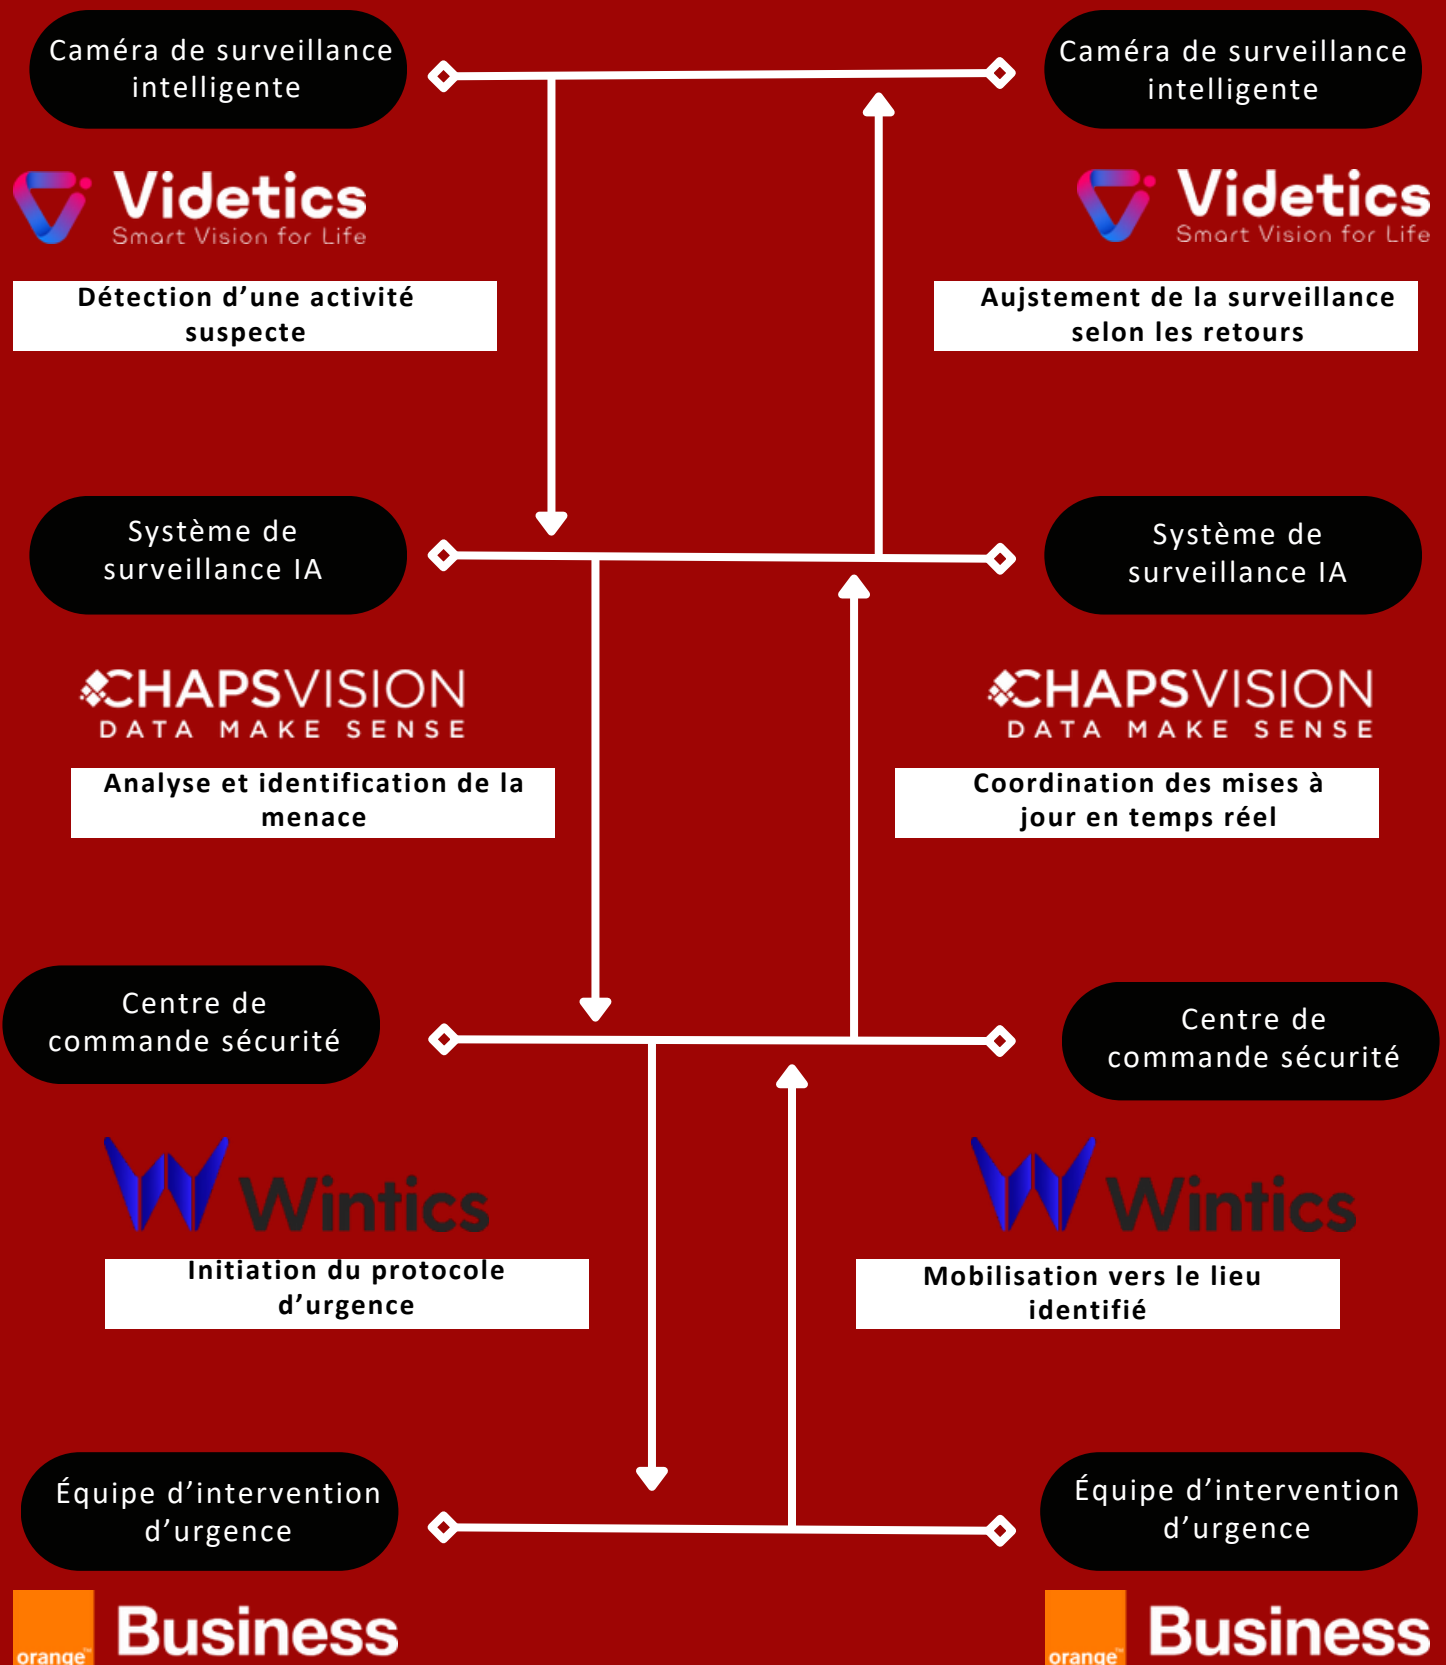 Caméra de surveillance
intelligente
Caméra de surveillance
intelligente
Videtics
Smart Vision for Life
Videtics
Smart Vision for Life
Détection d’une activité
suspecte
Aujstement de la surveillance
selon les retours
Système de
surveillance IA
Système de
surveillance IA
CHAPSVISION
DATA MAKE SENSE
CHAPSVISION
DATA MAKE SENSE
Analyse et identification de la
menace
Coordination des mises à
jour en temps réel
Centre de
commande sécurité
Centre de
commande sécurité
Wintics
Wintics
Initiation du protocole
d’urgence
Mobilisation vers le lieu
identifié
Équipe d’intervention
d’urgence
Équipe d’intervention
d’urgence
orange™ Business
orange™ Business